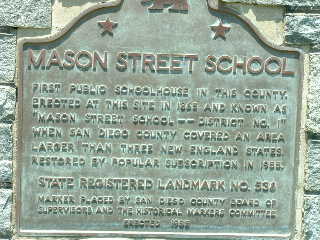 MASON STREET SCHOOL
FIRST PUBLIC SCHOOLHOUSE IN THIS COUNTY.
ERECTED AT THIS SITE IN 1865 AND KNOWN AS
"MASON STREET SCHOOL -- DISTRICT NO. 1"
WHEN SAN DIEGO COUNTY COVERED AN AREA
LARGER THAN THREE NEW ENGLAND STATES.
RESTORED BY POPULAR SUBSCRIPTION IN 1955.
STATE REGISTERED LANDMARK NO. 538
MARKER PLACED BY SAN DIEGO COUNTY BOARD OF
SUPERVISORS AND THE HISTORICAL MARKERS COMMITTEE
ERECTED